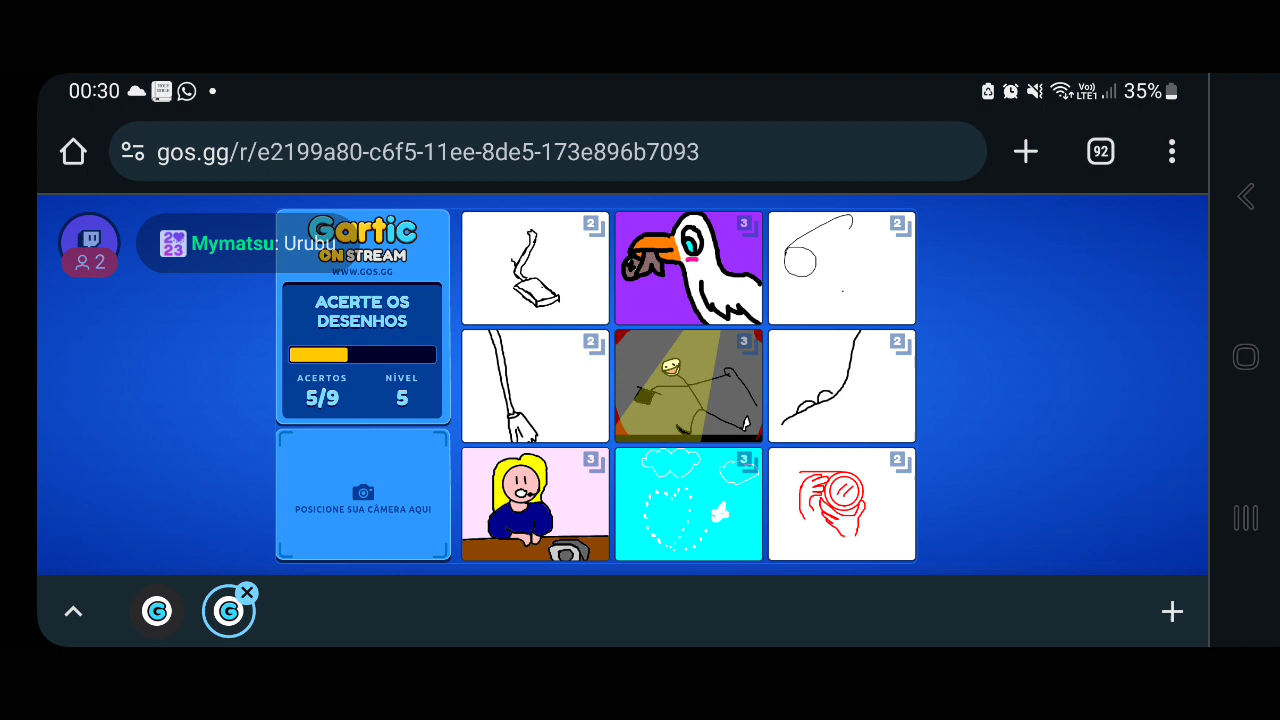 00:30
35%
Vo))
LTE1
gos.gg/r/e2199a80-c6f5-11ee-8de5-173e896b7093
92
2
Mymatsu: Urubu
Gartic
ON STREAM
WWW.GOS.GG
ACERTE OS
DESENHOS
ACERTOS NÍVEL
5/9 5
POSICIONE SUA CÂMERA AQUI
2 3 2
2 3 2
3 3 2
G G